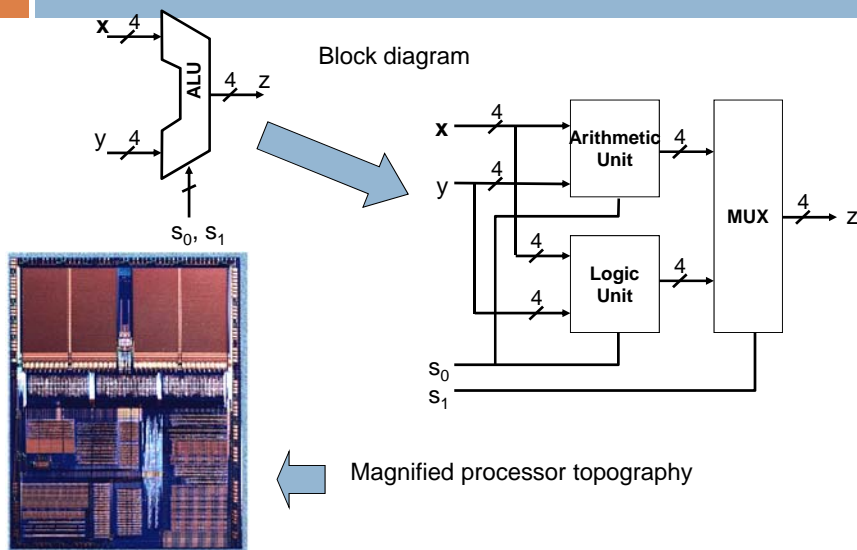 x 4
ALU
4 z
y 4
s₀, s₁
Block diagram
x 4
Arithmetic
Unit
4
y 4
MUX
4
z
4
Logic
Unit
4
4
s₀
s₁
Magnified processor topography